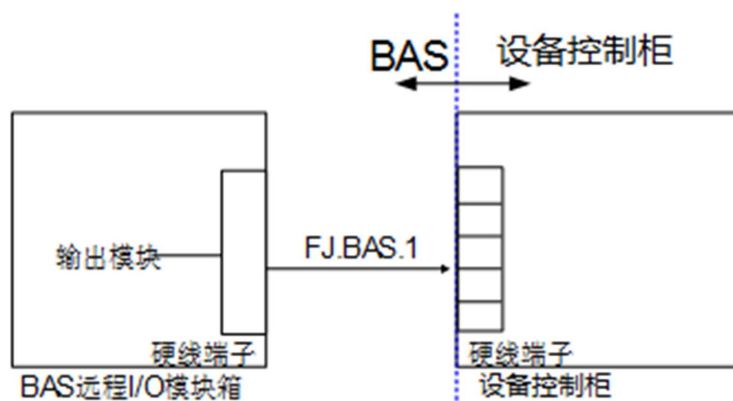 BAS 设备控制柜
输出模块
FJ.BAS.1
硬线端子
硬线端子
BAS远程I/O模块箱
设备控制柜